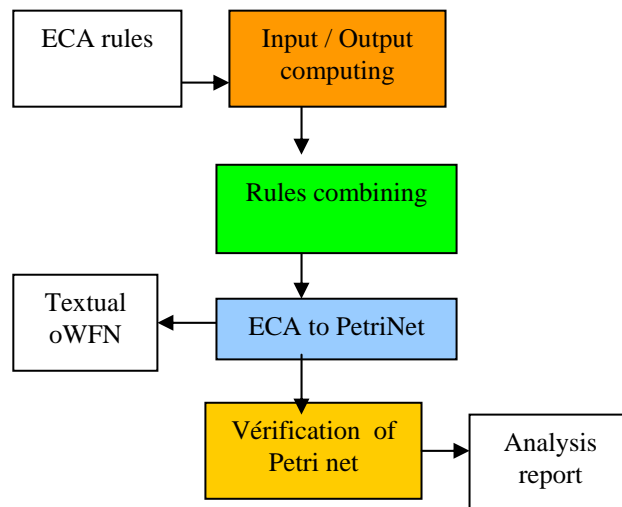 ECA rules
Input / Output
computing
Rules combining
Textual
oWFN
ECA to PetriNet
Vérification of
Petri net
Analysis
report